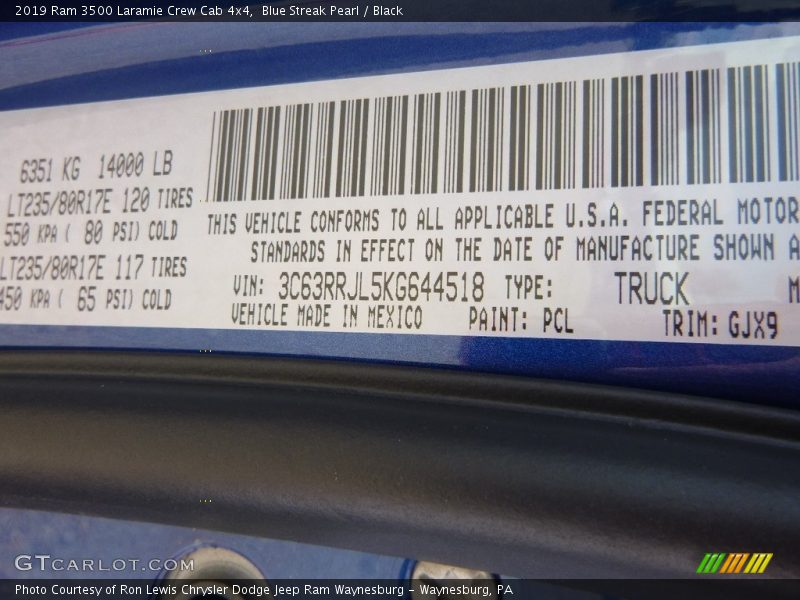 2019 Ram 3500 Laramie Crew Cab 4x4, Blue Streak Pearl / Black
6351 KG 14000 LB
LT235/80R17E 120 TIRES
550 KPA ( 80 PSI) COLD
LT235/80R17E 117 TIRES
450 KPA ( 65 PSI) COLD
THIS VEHICLE CONFORMS TO ALL APPLICABLE U.S.A. FEDERAL MOTOR
STANDARDS IN EFFECT ON THE DATE OF MANUFACTURE SHOWN A
VIN: 3C63RRJL5KG644518 TYPE: TRUCK M
VEHICLE MADE IN MEXICO PAINT: PCL TRIM: GJX9
GTCARLOT.COM
Photo Courtesy of Ron Lewis Chrysler Dodge Jeep Ram Waynesburg - Waynesburg, PA